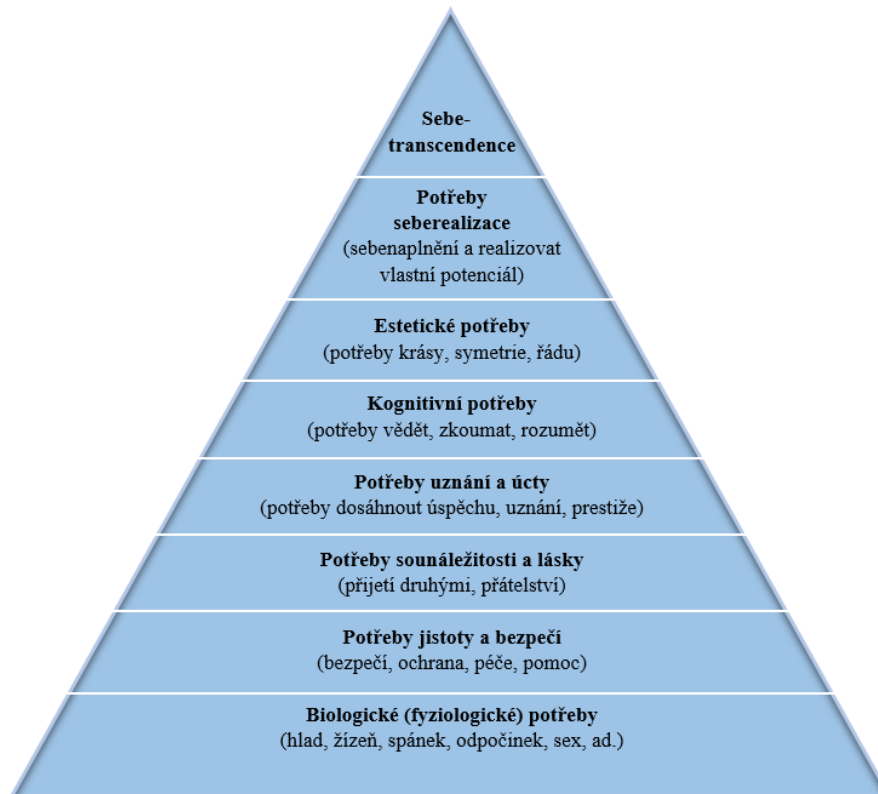 Sebe-
transcendence
Potřeby
seberealizace
(sebenaplnění a realizovat
vlastní potenciál)
Estetické potřeby
(potřeby krásy, symetrie, řádu)
Kognitivní potřeby
(potřeby vědět, zkoumat, rozumět)
Potřeby uznání a úcty
(potřeby dosáhnout úspěchu, uznání, prestiže)
Potřeby sounáležitosti a lásky
(přijetí druhými, přátelství)
Potřeby jistoty a bezpečí
(bezpečí, ochrana, péče, pomoc)
Biologické (fyziologické) potřeby
(hlad, žízeň, spánek, odpočinek, sex, ad.)